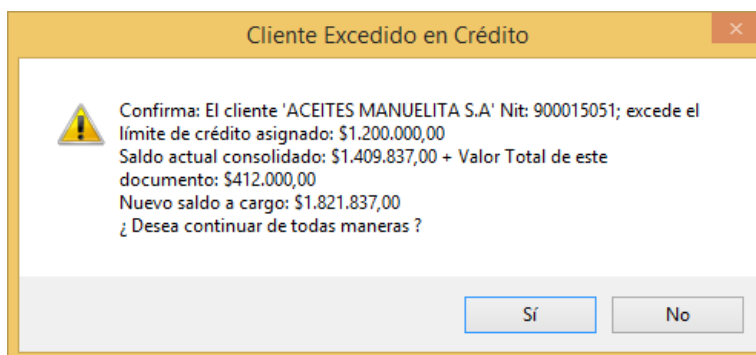 Cliente Excedido en Crédito
Confirma: El cliente 'ACEITES MANUELITA S.A' Nit: 900015051; excede el
límite de crédito asignado: $1.200.000,00
Saldo actual consolidado: $1.409.837,00 + Valor Total de este
documento: $412.000,00
Nuevo saldo a cargo: $1.821.837,00
¿ Desea continuar de todas maneras ?
Sí
No